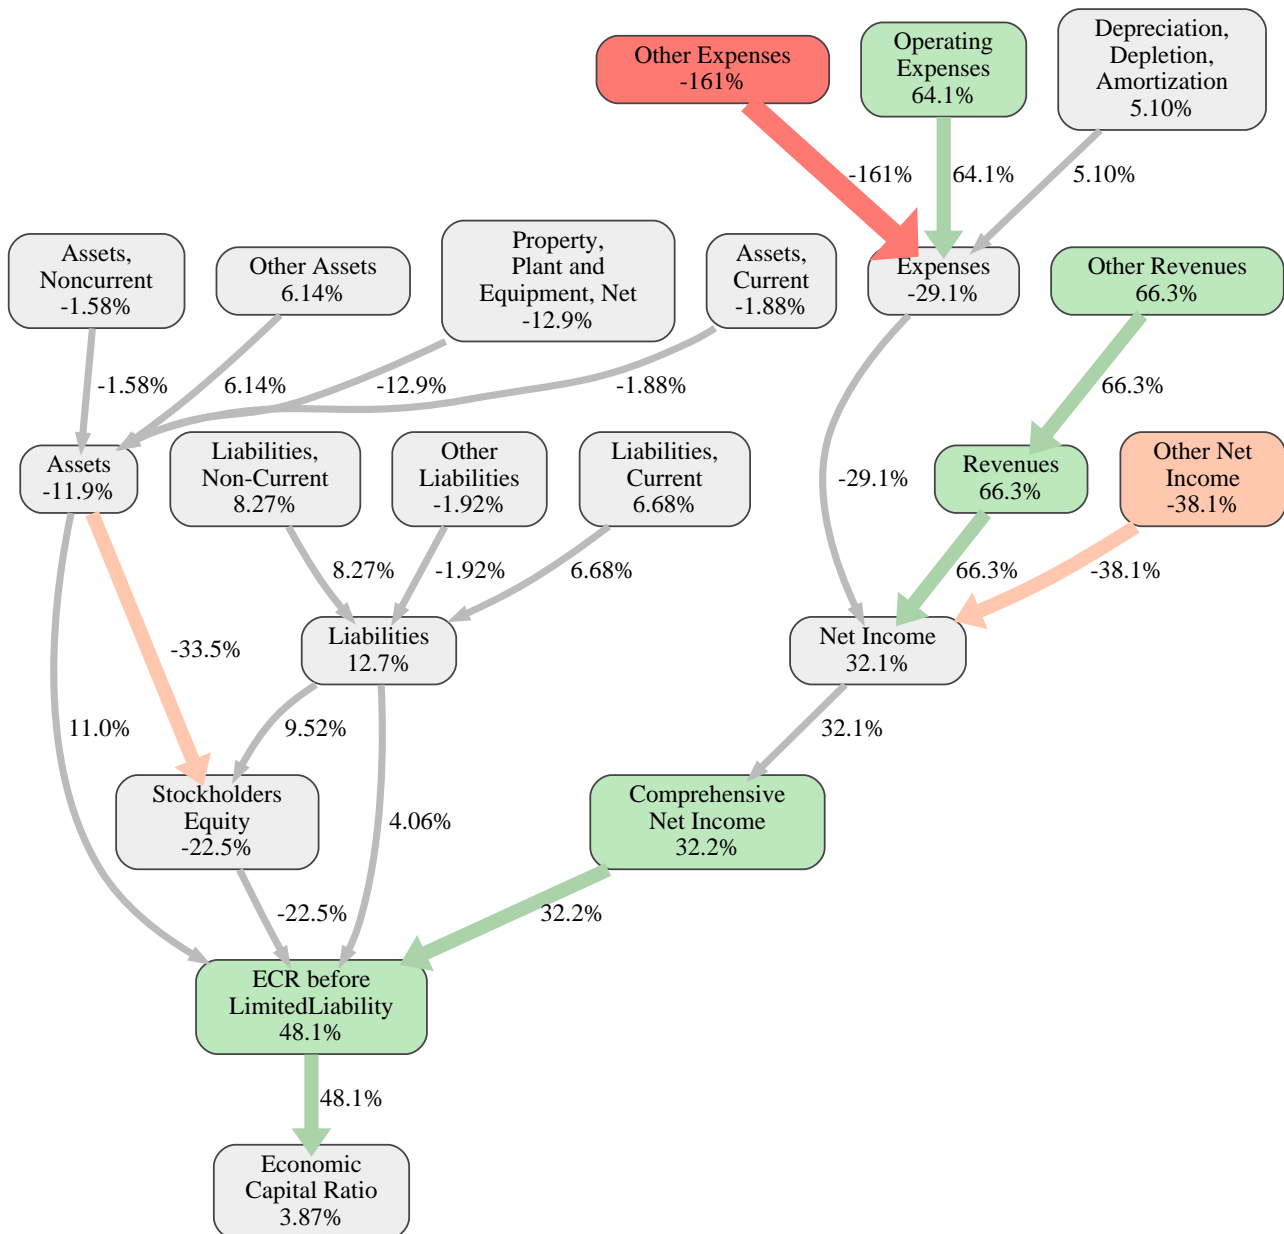 Other Expenses
-161%
Operating
Expenses
64.1%
Depreciation,
Depletion,
Amortization
5.10%
-161%
64.1%
5.10%
Assets,
Noncurrent
-1.58%
Other Assets
6.14%
Property,
Plant and
Equipment, Net
-12.9%
Assets,
Current
-1.88%
Expenses
-29.1%
Other Revenues
66.3%
-1.58%
6.14%
-12.9%
-1.88%
66.3%
Assets
-11.9%
Liabilities,
Non-Current
8.27%
Other
Liabilities
-1.92%
Liabilities,
Current
6.68%
-29.1%
Revenues
66.3%
Other Net
Income
-38.1%
8.27%
-1.92%
6.68%
66.3%
-38.1%
-33.5%
Liabilities
12.7%
Net Income
32.1%
11.0%
9.52%
32.1%
Stockholders
Equity
-22.5%
4.06%
Comprehensive
Net Income
32.2%
-22.5%
32.2%
ECR before
LimitedLiability
48.1%
48.1%
Economic
Capital Ratio
3.87%